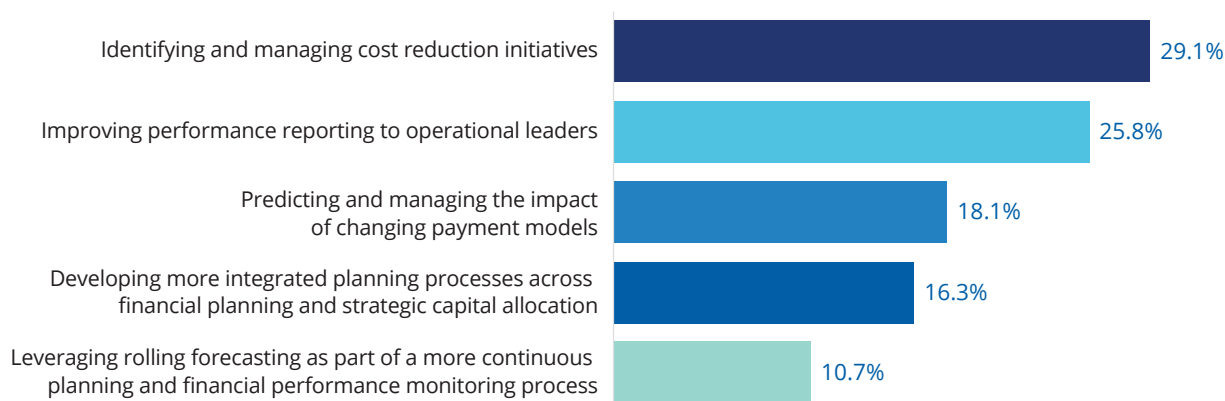 Identifying and managing cost reduction initiatives
29.1%
Improving performance reporting to operational leaders
25.8%
Predicting and managing the impact
of changing payment models
18.1%
Developing more integrated planning processes across
financial planning and strategic capital allocation
16.3%
Leveraging rolling forecasting as part of a more continuous
planning and financial performance monitoring process
10.7%